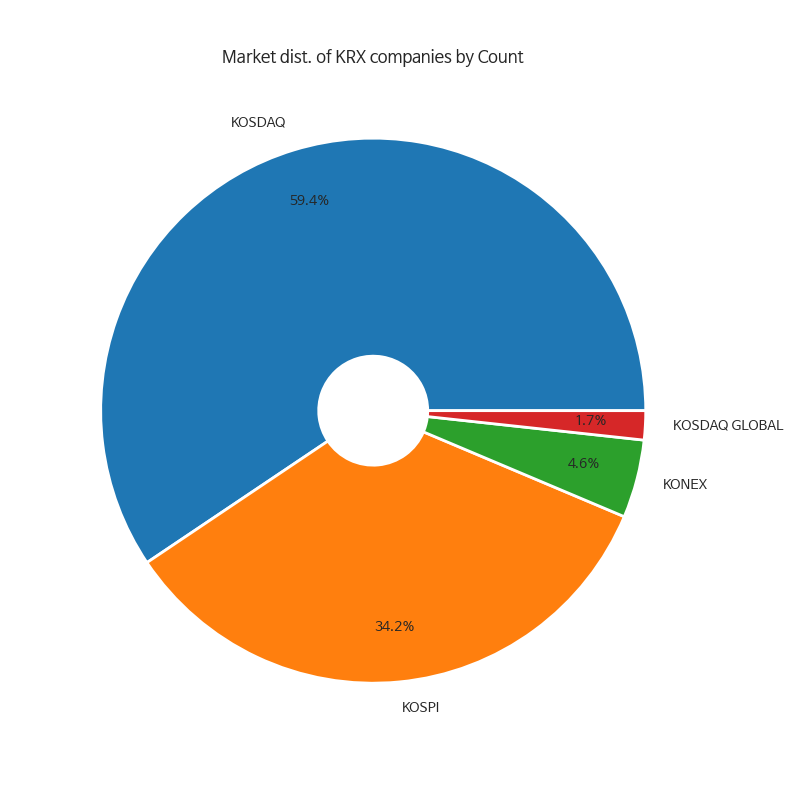 Market dist. of KRX companies by Count
KOSDAQ
59.4%
1.7%
KOSDAQ GLOBAL
4.6%
KONEX
34.2%
KOSPI